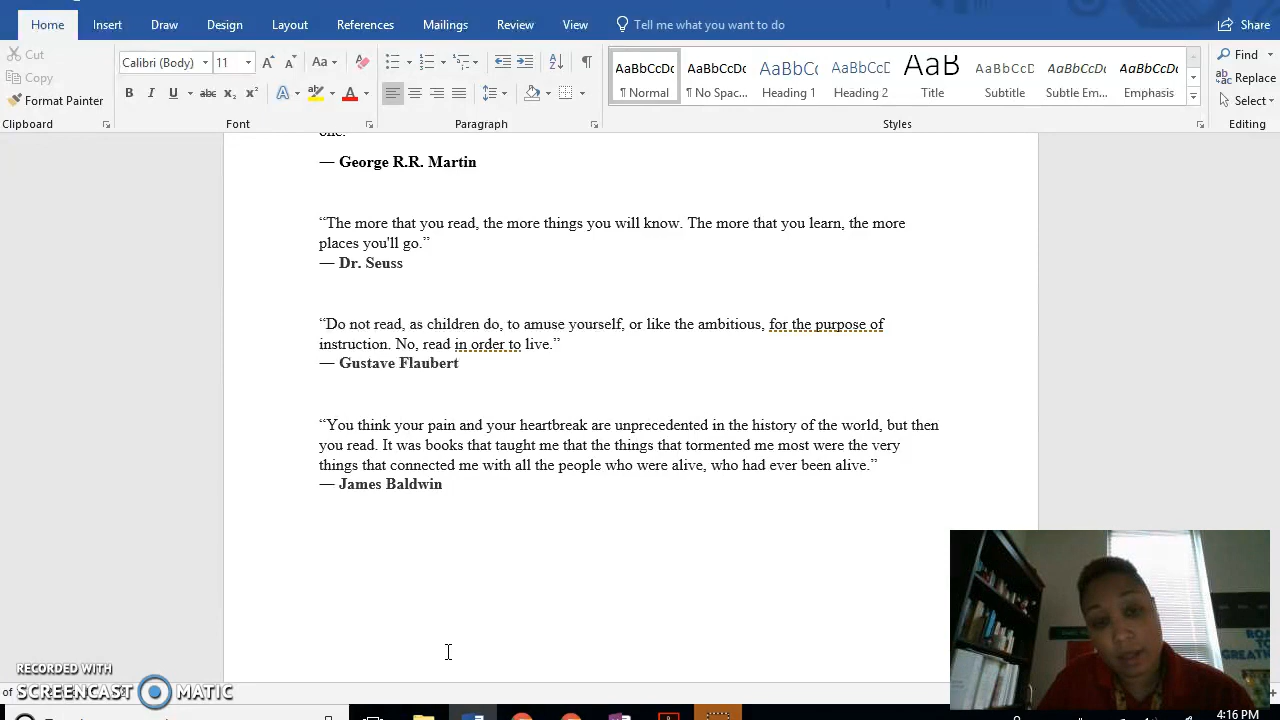 Home Insert Draw Design Layout References Mailings Review View Tell me what you want to do Share
Cut
Copy
Format Painter
Clipboard
Calibri (Body) 11
Font
Paragraph
AaBbCcDc AaBbCcDc AaBbC AaBbCcD AaB AaBbCcD AaBbCcDc AaBbCcDc
¶ Normal ¶ No Spac... Heading 1 Heading 2 Title Subtitle Subtle Em... Emphasis
Styles
Find
Replace
Select
Editing
one.
— George R.R. Martin
“The more that you read, the more things you will know. The more that you learn, the more
places you'll go.”
— Dr. Seuss
“Do not read, as children do, to amuse yourself, or like the ambitious, for the purpose of
instruction. No, read in order to live.”
— Gustave Flaubert
“You think your pain and your heartbreak are unprecedented in the history of the world, but then
you read. It was books that taught me that the things that tormented me most were the very
things that connected me with all the people who were alive, who had ever been alive.”
— James Baldwin
RECORDED WITH
SCREENCAST MATIC
of
4:16 PM